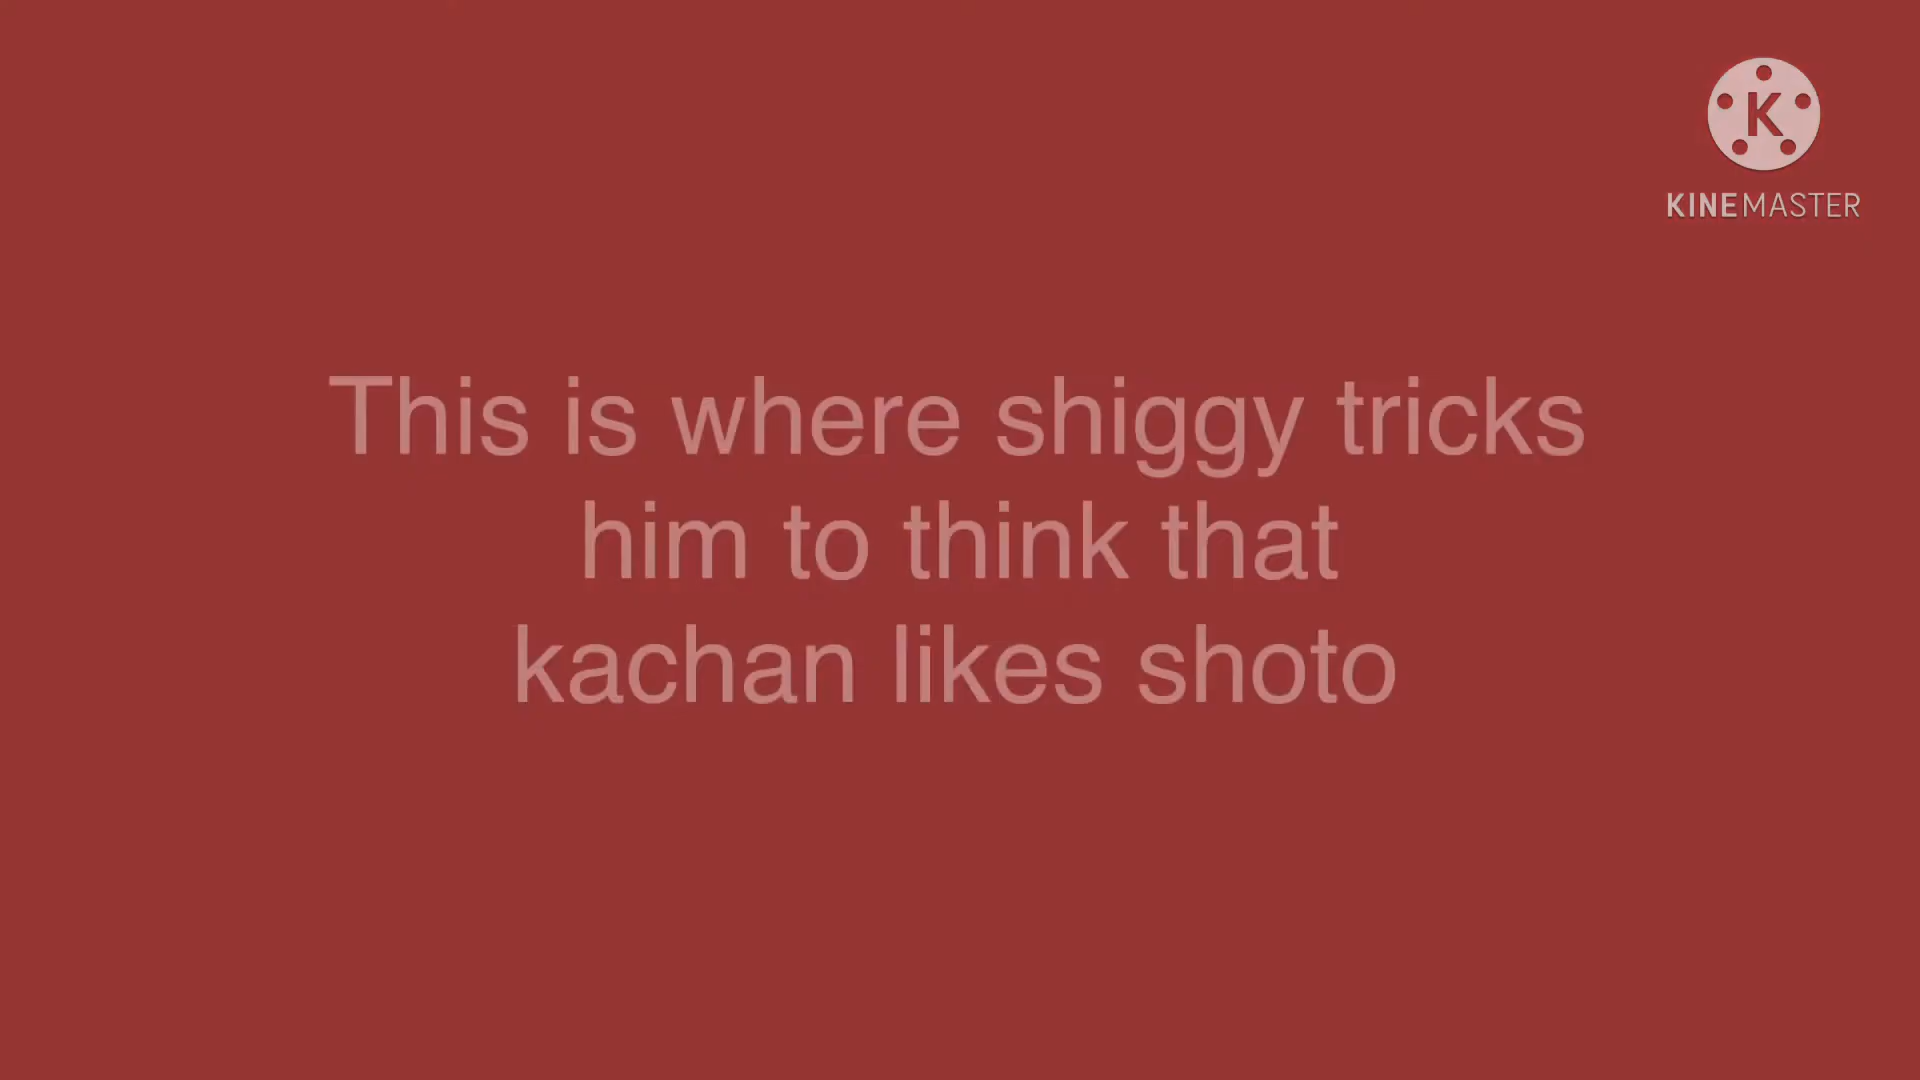 K
KINEMASTER
This is where shiggy tricks
him to think that
kachan likes shoto